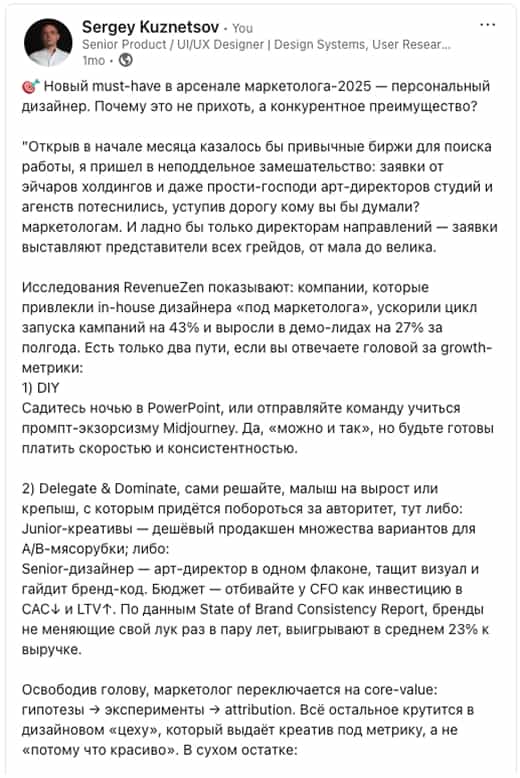 Sergey Kuznetsov · You
Senior Product / UI/UX Designer | Design Systems, User Resear...
1mo ·
🎯 Новый must-have в арсенале маркетолога-2025 — персональный
дизайнер. Почему это не прихоть, а конкурентное преимущество?
"Открыв в начале месяца казалось бы привычные биржи для поиска
работы, я пришел в неподдельное замешательство: заявки от
эйчаров холдингов и даже прости-господи арт-директоров студий и
агенств потеснились, уступив дорогу кому вы бы думали?
маркетологам. И ладно бы только директорам направлений — заявки
выставляют представители всех грейдов, от мала до велика.
Исследования RevenueZen показывают: компании, которые
привлекли in-house дизайнера «под маркетолога», ускорили цикл
запуска кампаний на 43% и выросли в демо-лидах на 27% за
полгода. Есть только два пути, если вы отвечаете головой за growth-
метрики:
1) DIY
Садитесь ночью в PowerPoint, или отправляйте команду учиться
промпт-экзорсизму Midjourney. Да, «можно и так», но будьте готовы
платить скоростью и консистентностью.
2) Delegate & Dominate, сами решайте, малыш на вырост или
крепыш, с которым придётся побороться за авторитет, тут либо:
Junior-креативы — дешёвый продакшен множества вариантов для
A/B-мясорубки; либо:
Senior-дизайнер — арт-директор в одном флаконе, тащит визуал и
гайдит бренд-код. Бюджет — отбивайте у CFO как инвестицию в
CAC↓ и LTV↑. По данным State of Brand Consistency Report, бренды
не меняющие свой лук раз в пару лет, выигрывают в среднем 23% к
выручке.
Освободив голову, маркетолог переключается на core-value:
гипотезы → эксперименты → attribution. Всё остальное крутится в
дизайновом «цеху», который выдаёт креатив под метрику, а не
«потому что красиво». В сухом остатке: